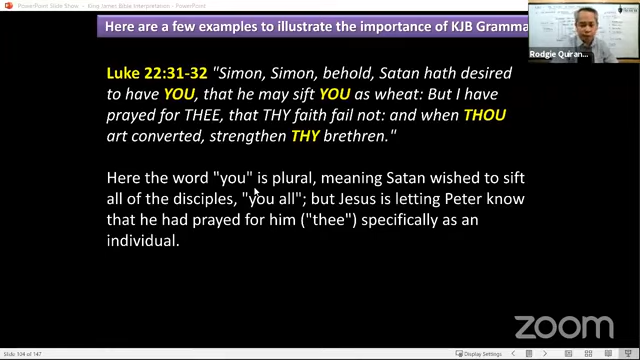 PowerPoint Slide Show - King James Bible Interpretation - PowerPoint
Here are a few examples to illustrate the importance of KJB Gramma
Rodgie Quiran...
Luke 22:31-32 "Simon, Simon, behold, Satan hath desired
to have YOU, that he may sift YOU as wheat: But I have
prayed for THEE, that THY faith fail not: and when THOU
art converted, strengthen THY brethren."
Here the word "you" is plural, meaning Satan wished to sift
all of the disciples, "you all"; but Jesus is letting Peter know
that he had prayed for him ("thee") specifically as an
individual.
zoom
Slide 104 of 147
Display Settings